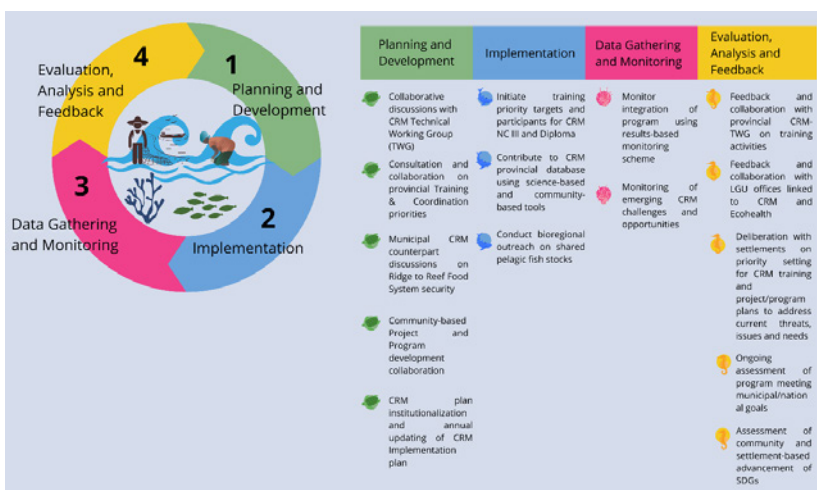 4
Evaluation,
Analysis and
Feedback
1
Planning and
Development
3
Data Gathering
and Monitoring
2
Implementation
Planning and
Development
Collaborative
discussions with
CRM Technical
Working Group
(TWG)
Consultation and
collaboration on
provincial Training
& Coordination
priorities
Municipal CRM
counterpart
discussions on
Ridge to Reef Food
System security
Community-based
Project and
Program
development
collaboration
CRM plan
institutionalization
and annual
updating of CRM
Implementation
plan
Implementation
Initiate training
priority targets and
participants for CRM
NC III and Diploma
Contribute to CRM
provincial database
using science-based
and community-
based tools
Conduct bioregional
outreach on shared
pelagic fish stocks
Data Gathering
and Monitoring
Monitor
integration of
program using
results-based
monitoring
scheme
Monitoring of
emerging CRM
challenges and
opportunities
Evaluation,
Analysis and
Feedback
Feedback and
collaboration with
provincial CRM-
TWG on training
activities
Feedback and
collaboration with
LGU offices linked
to CRM and
Ecohealth
Deliberation with
settlements on
priority setting
for CRM training
and
project/program
plans to address
current threats,
issues and needs
Ongoing
assessment of
program meeting
municipal/nation
al goals
Assessment of
community and
settlement-based
advancement of
SDGs